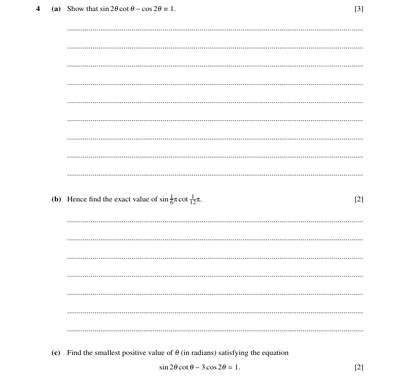 4 (a) Show that sin 2θ cot θ − cos 2θ ≡ 1. [3]
(b) Hence find the exact value of sin 1/6 π cot 1/12 π. [2]
(c) Find the smallest positive value of θ (in radians) satisfying the equation
sin 2θ cot θ − 3 cos 2θ = 1. [2]